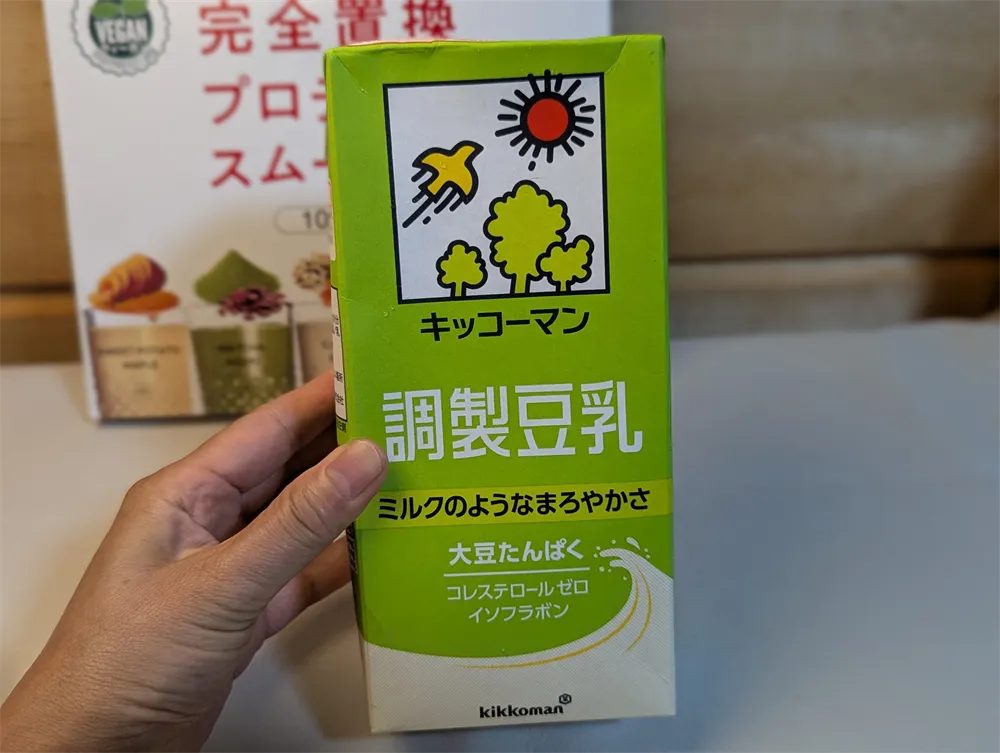 VEGAN
完全置換
プロテ
スムー
10
キッコーマン
調製豆乳
ミルクのようなまろやかさ
大豆たんぱく
コレステロール ゼロ
イソフラボン
kikkoman